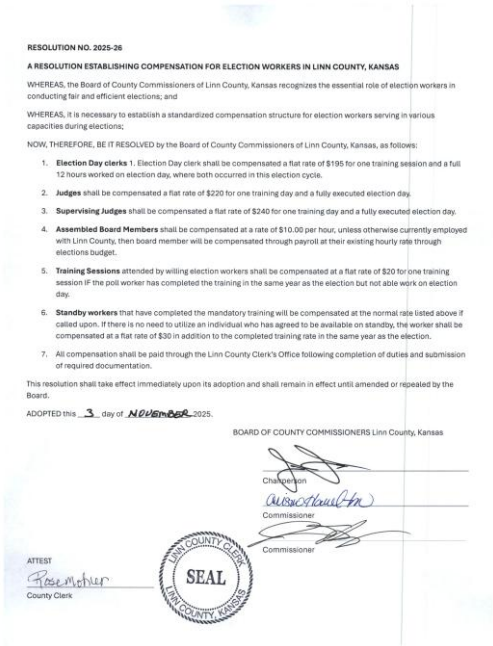 RESOLUTION NO. 2025-26
A RESOLUTION ESTABLISHING COMPENSATION FOR ELECTION WORKERS IN LINN COUNTY, KANSAS
WHEREAS, the Board of County Commissioners of Linn County, Kansas recognizes the essential role of election workers in
conducting fair and efficient elections; and
WHEREAS, it is necessary to establish a standardized compensation structure for election workers serving in various
capacities during elections;
NOW, THEREFORE, BE IT RESOLVED by the Board of County Commissioners of Linn County, Kansas, as follows:
1. Election Day clerks 1. Election Day clerk shall be compensated a flat rate of $195 for one training session and a full
12 hours worked on election day, where both occurred in this election cycle.
2. Judges shall be compensated a flat rate of $220 for one training day and a fully executed election day.
3. Supervising Judges shall be compensated a flat rate of $240 for one training day and a fully executed election day.
4. Assembled Board Members shall be compensated at a rate of $10.00 per hour, unless otherwise currently employed
with Linn County, then board member will be compensated through payroll at their existing hourly rate through
elections budget.
5. Training Sessions attended by willing election workers shall be compensated at a flat rate of $20 for one training
session IF the poll worker has completed the training in the same year as the election but not able work on election
day.
6. Standby workers that have completed the mandatory training will be compensated at the normal rate listed above if
called upon. If there is no need to utilize an individual who has agreed to be available on standby, the worker shall be
compensated at a flat rate of $30 in addition to the completed training rate in the same year as the election.
7. All compensation shall be paid through the Linn County Clerk's Office following completion of duties and submission
of required documentation.
This resolution shall take effect immediately upon its adoption and shall remain in effect until amended or repealed by the
Board.
ADOPTED this 3 day of NOVEMBER 2025.
BOARD OF COUNTY COMMISSIONERS Linn County, Kansas
Chairperson
Commissioner
Commissioner
ATTEST
Rose Mohler
County Clerk
LINN COUNTY CLERK
SEAL
LINN COUNTY, KANSAS